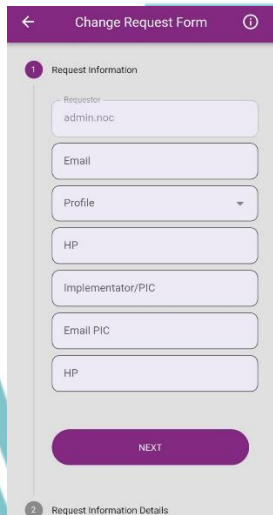 Change Request Form
1 Request Information
Requestor
admin.noc
Email
Profile
HP
Implementator/PIC
Email PIC
HP
NEXT
2 Request Information Details